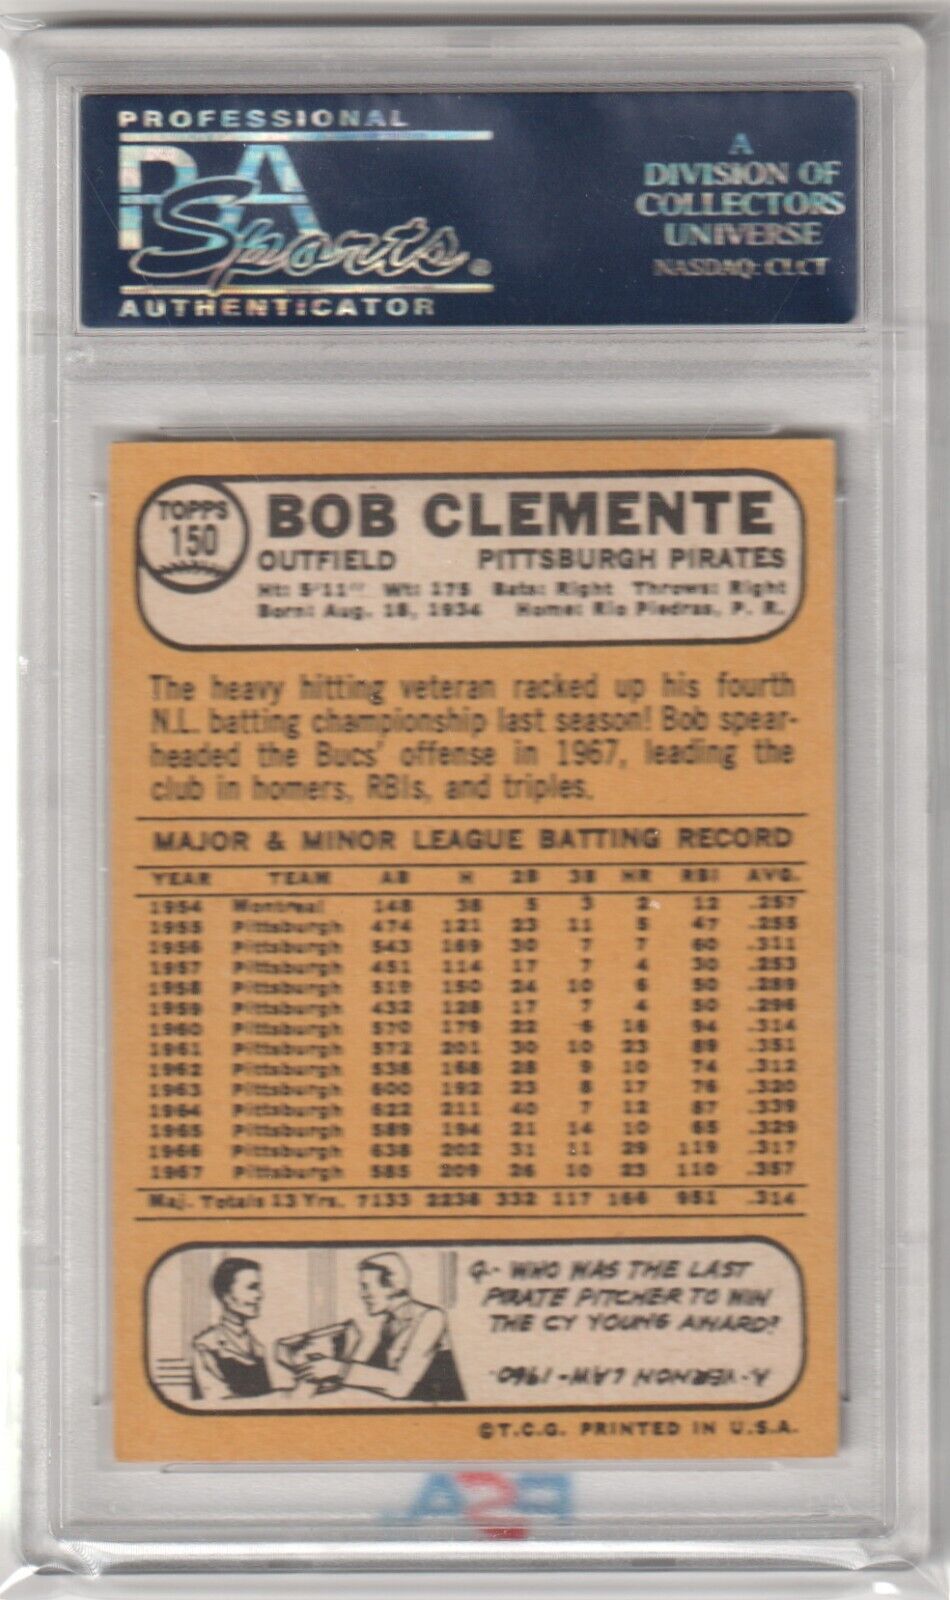 PROFESSIONAL
PSA
Sports
AUTHENTICATOR
A
DIVISION OF
COLLECTORS
UNIVERSE
NASDAQ: CLCT
TOPPS
150
BOB CLEMENTE
OUTFIELD PITTSBURGH PIRATES
Ht: 5'11" Wt: 175 Bats: Right Throws: Right
Born: Aug. 18, 1934 Home: Rio Piedras, P. R.
The heavy hitting veteran racked up his fourth
N.L. batting championship last season! Bob spear-
headed the Bucs' offense in 1967, leading the
club in homers, RBIs, and triples.
MAJOR & MINOR LEAGUE BATTING RECORD
YEAR TEAM AB H 2B 3B HR RBI AVG.
1954 Montreal 148 38 5 3 2 12 .257
1955 Pittsburgh 474 121 23 11 5 47 .255
1956 Pittsburgh 543 169 30 7 7 60 .311
1957 Pittsburgh 451 114 17 7 4 30 .253
1958 Pittsburgh 519 150 24 10 6 50 .289
1959 Pittsburgh 432 128 17 7 4 50 .296
1960 Pittsburgh 570 179 22 6 16 94 .314
1961 Pittsburgh 572 201 30 10 23 89 .351
1962 Pittsburgh 538 168 28 9 10 74 .312
1963 Pittsburgh 600 192 23 8 17 76 .320
1964 Pittsburgh 622 211 40 7 12 87 .339
1965 Pittsburgh 589 194 21 14 10 65 .329
1966 Pittsburgh 638 202 31 11 29 119 .317
1967 Pittsburgh 585 209 26 10 23 110 .357
Maj. Totals 13 Yrs. 7133 2236 332 117 166 951 .314
Q.- WHO WAS THE LAST
PIRATE PITCHER TO WIN
THE CY YOUNG AWARD?
A- VERNON LAW - 1960.
©T.C.G. PRINTED IN U.S.A.
PSA